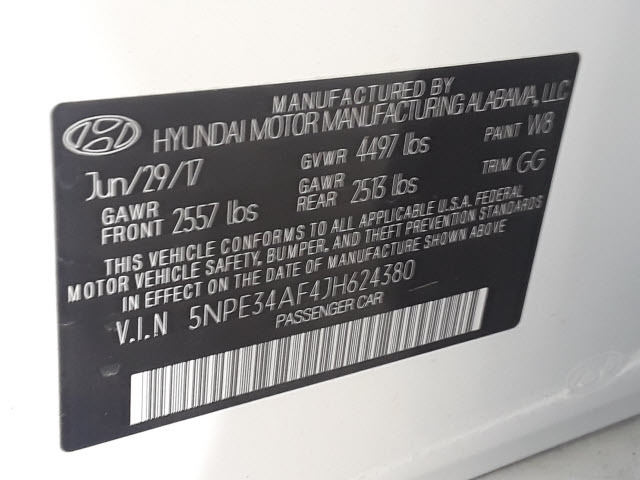 MANUFACTURED BY
HYUNDAI MOTOR MANUFACTURING ALABAMA, LLC
Jun/29/17 GVWR 4497 lbs PAINT W8
GAWR FRONT 2557 lbs GAWR REAR 2513 lbs TRIM GG
THIS VEHICLE CONFORMS TO ALL APPLICABLE U.S.A. FEDERAL
MOTOR VEHICLE SAFETY, BUMPER, AND THEFT PREVENTION STANDARDS
IN EFFECT ON THE DATE OF MANUFACTURE SHOWN ABOVE
V.I.N 5NPE34AF4JH624380
PASSENGER CAR